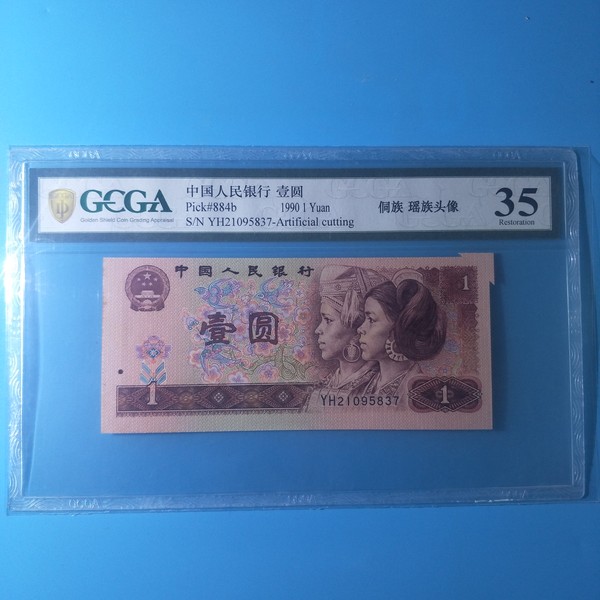 GCGA
Golden Shield Coin Grading Appraisal
中国人民银行 壹圆
Pick#884b 1990 1 Yuan
S/N YH21095837-Artificial cutting
侗族 瑶族头像
35
Restoration
中国人民银行
1
壹圆
1
YH21095837
1